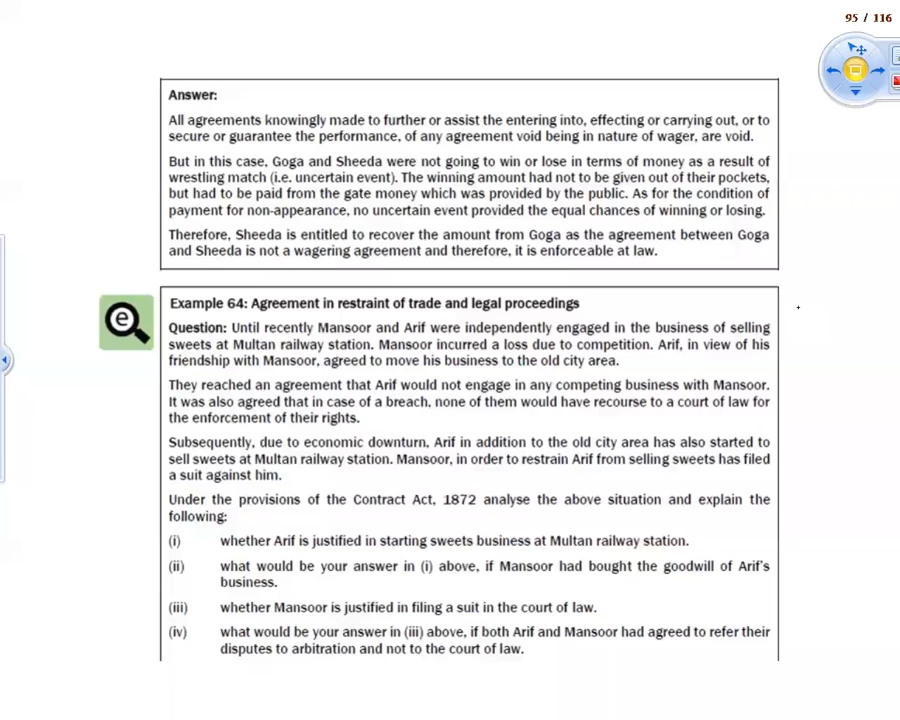 95 / 116
Answer:
All agreements knowingly made to further or assist the entering into, effecting or carrying out, or to
secure or guarantee the performance, of any agreement void being in nature of wager, are void.
But in this case, Goga and Sheeda were not going to win or lose in terms of money as a result of
wrestling match (i.e. uncertain event). The winning amount had not to be given out of their pockets,
but had to be paid from the gate money which was provided by the public. As for the condition of
payment for non-appearance, no uncertain event provided the equal chances of winning or losing.
Therefore, Sheeda is entitled to recover the amount from Goga as the agreement between Goga
and Sheeda is not a wagering agreement and therefore, it is enforceable at law.
e
Example 64: Agreement in restraint of trade and legal proceedings
Question: Until recently Mansoor and Arif were independently engaged in the business of selling
sweets at Multan railway station. Mansoor incurred a loss due to competition. Arif, in view of his
friendship with Mansoor, agreed to move his business to the old city area.
They reached an agreement that Arif would not engage in any competing business with Mansoor.
It was also agreed that in case of a breach, none of them would have recourse to a court of law for
the enforcement of their rights.
Subsequently, due to economic downturn, Arif in addition to the old city area has also started to
sell sweets at Multan railway station. Mansoor, in order to restrain Arif from selling sweets has filed
a suit against him.
Under the provisions of the Contract Act, 1872 analyse the above situation and explain the
following:
(i) whether Arif is justified in starting sweets business at Multan railway station.
(ii) what would be your answer in (i) above, if Mansoor had bought the goodwill of Arif's
business.
(iii) whether Mansoor is justified in filing a suit in the court of law.
(iv) what would be your answer in (iii) above, if both Arif and Mansoor had agreed to refer their
disputes to arbitration and not to the court of law.